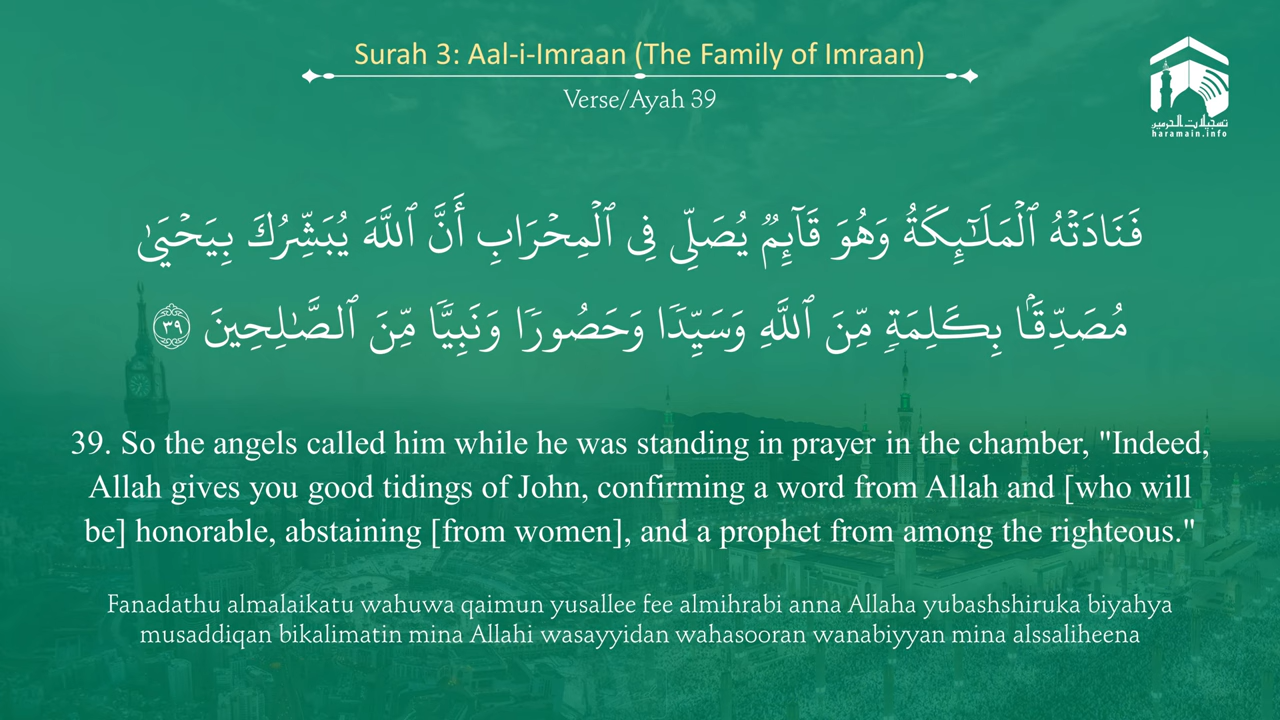 Surah 3: Aal-i-Imraan (The Family of Imraan)
Verse/Ayah 39
تسجيلات الحرمين
haramain.info
فَنَادَتْهُ ٱلْمَلَـٰٓئِكَةُ وَهُوَ قَآئِمٌ يُصَلِّى فِى ٱلْمِحْرَابِ أَنَّ ٱللَّهَ يُبَشِّرُكَ بِيَحْيَىٰ
مُصَدِّقًۢا بِكَلِمَةٍ مِّنَ ٱللَّهِ وَسَيِّدًا وَحَصُورًا وَنَبِيًّا مِّنَ ٱلصَّـٰلِحِينَ ٣٩
39. So the angels called him while he was standing in prayer in the chamber, "Indeed,
Allah gives you good tidings of John, confirming a word from Allah and [who will
be] honorable, abstaining [from women], and a prophet from among the righteous."
Fanadathu almalaikatu wahuwa qaimun yusallee fee almihrabi anna Allaha yubashshiruka biyahya
musaddiqan bikalimatin mina Allahi wasayyidan wahasooran wanabiyyan mina alssaliheena